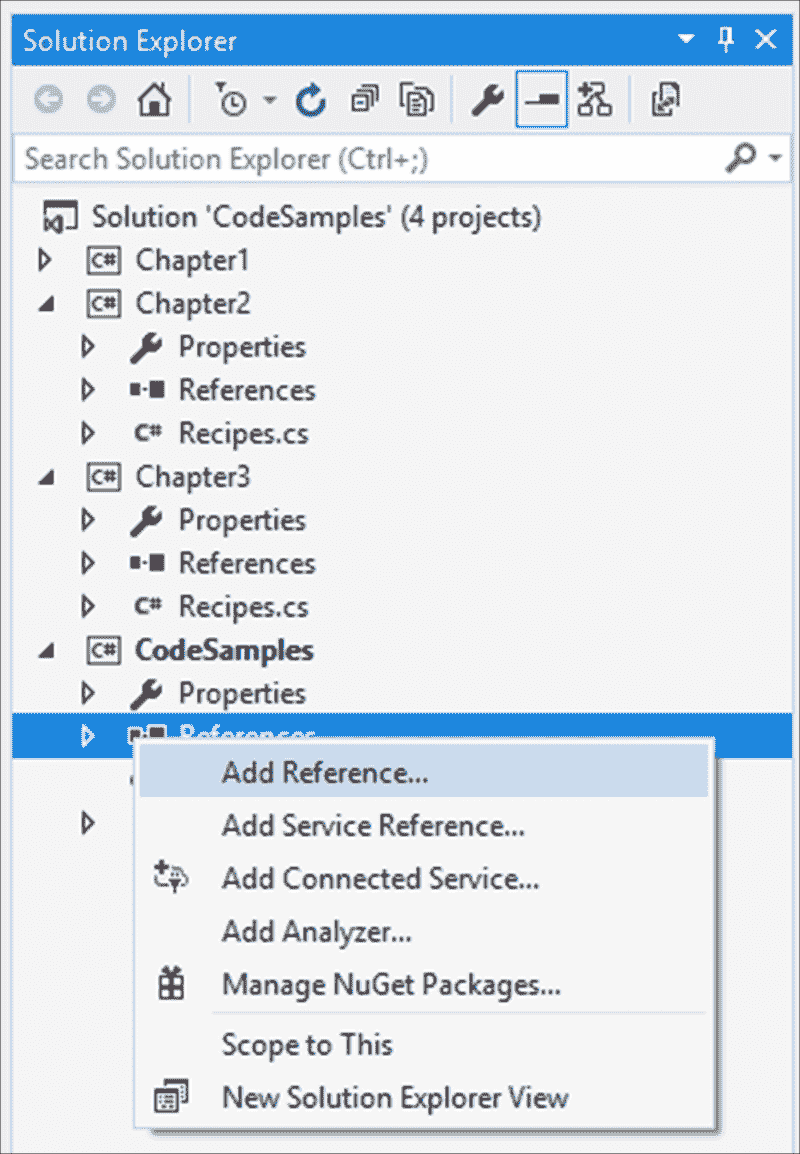 Solution Explorer
Search Solution Explorer (Ctrl+;)
Solution 'CodeSamples' (4 projects)
C# Chapter1
C# Chapter2
Properties
References
C# Recipes.cs
C# Chapter3
Properties
References
C# Recipes.cs
C# CodeSamples
Properties
References
Add Reference...
Add Service Reference...
Add Connected Service...
Add Analyzer...
Manage NuGet Packages...
Scope to This
New Solution Explorer View